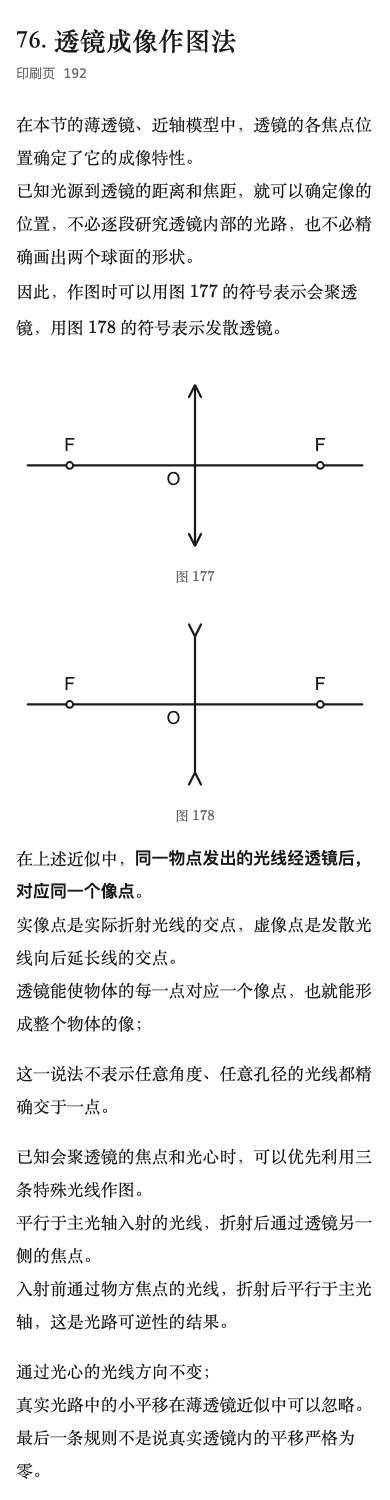 76. 透镜成像作图法
印刷页 192
在本节的薄透镜、近轴模型中，透镜的各焦点位
置确定了它的成像特性。
已知光源到透镜的距离和焦距，就可以确定像的
位置，不必逐段研究透镜内部的光路，也不必精
确画出两个球面的形状。
因此，作图时可以用图 177 的符号表示会聚透
镜，用图 178 的符号表示发散透镜。
F F
O
图 177
F F
O
图 178
在上述近似中，同一物点发出的光线经透镜后，
对应同一个像点。
实像点是实际折射光线的交点，虚像点是发散光
线向后延长线的交点。
透镜能使物体的每一点对应一个像点，也就能形
成整个物体的像；
这一说法不表示任意角度、任意孔径的光线都精
确交于一点。
已知会聚透镜的焦点和光心时，可以优先利用三
条特殊光线作图。
平行于主光轴入射的光线，折射后通过透镜另一
侧的焦点。
入射前通过物方焦点的光线，折射后平行于主光
轴，这是光路可逆性的结果。
通过光心的光线方向不变；
真实光路中的小平移在薄透镜近似中可以忽略。
最后一条规则不是说真实透镜内的平移严格为
零。